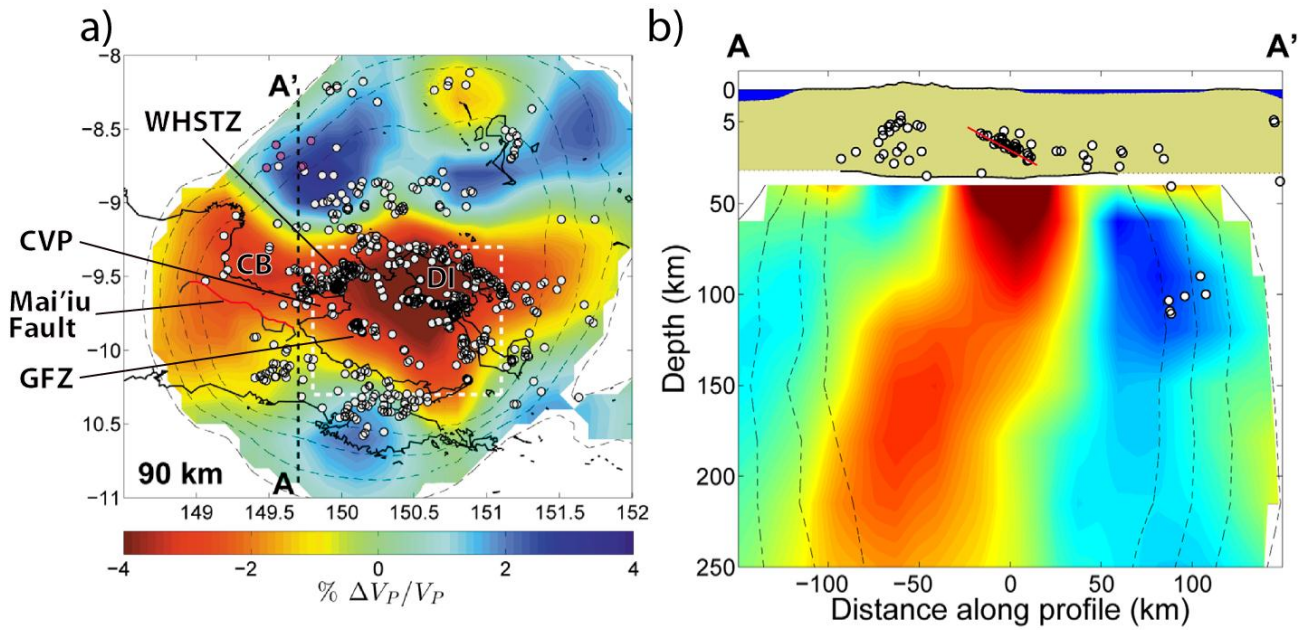 a)
b)
A
A'
−8
−8.5
−9
−9.5
−10
−10.5
−11
A'
WHSTZ
CVP
Mai'iu
Fault
GFZ
CB
DI
90 km
A
149
149.5
150
150.5
151
151.5
152
−4
−2
0
2
4
% ΔV_P/V_P
0
5
50
100
150
200
250
Depth (km)
−100
−50
0
50
100
Distance along profile (km)